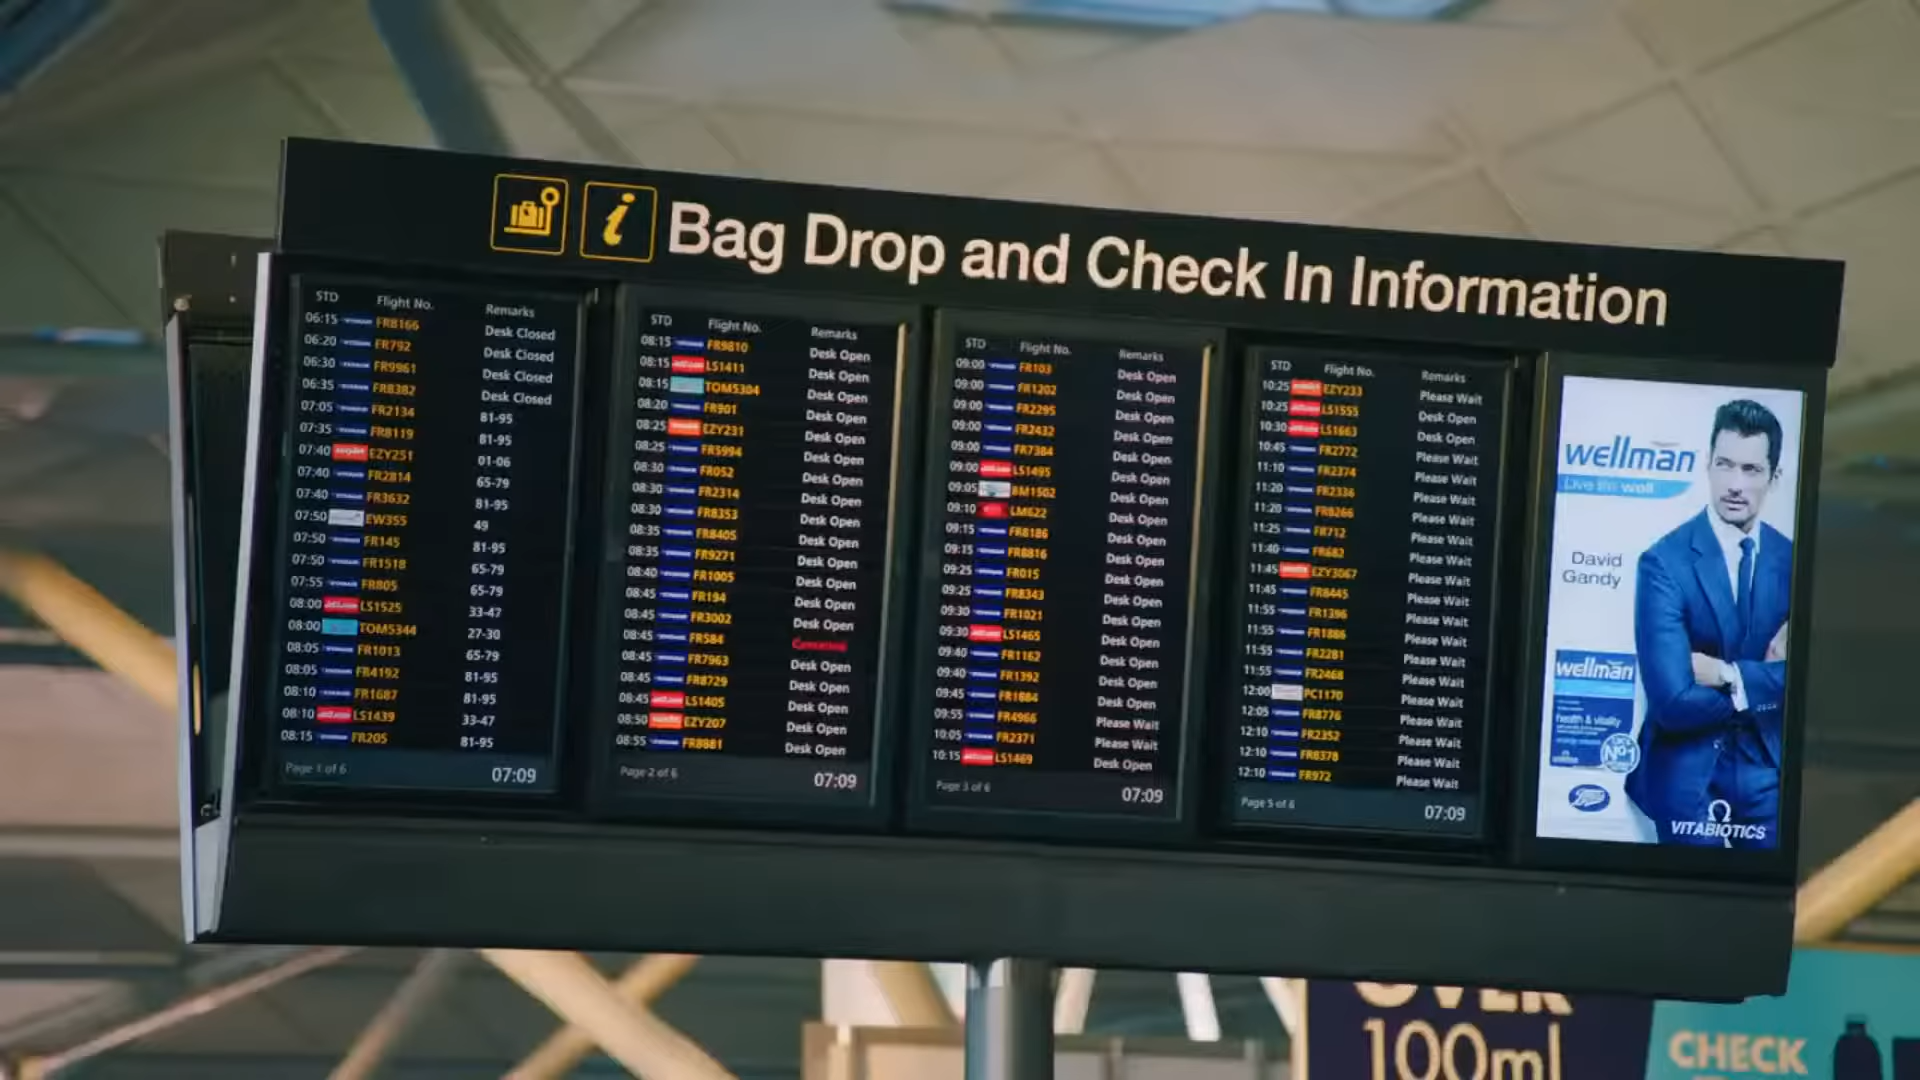 Bag Drop and Check In Information
STD Flight No. Remarks
06:15 FR8166 Desk Closed
06:20 FR792 Desk Closed
06:30 FR9961 Desk Closed
06:35 FR8382 Desk Closed
07:05 FR2134 81-95
07:35 FR8119 81-95
07:40 EZY251 01-06
07:40 FR2814 65-79
07:40 FR3632 81-95
07:50 EW355 49
07:50 FR145 81-95
07:50 FR1518 65-79
07:55 FR805 65-79
08:00 LS1525 33-47
08:00 TOM5344 27-30
08:05 FR1013 65-79
08:05 FR4192 81-95
08:10 FR1687 81-95
08:10 LS1439 33-47
08:15 FR205 81-95
Page 1 of 6 07:09
STD Flight No. Remarks
08:15 FR9810 Desk Open
08:15 LS1411 Desk Open
08:15 TOM5304 Desk Open
08:20 FR901 Desk Open
08:25 EZY231 Desk Open
08:25 FR5994 Desk Open
08:30 FR052 Desk Open
08:30 FR2314 Desk Open
08:30 FR8353 Desk Open
08:35 FR8405 Desk Open
08:35 FR9271 Desk Open
08:40 FR1005 Desk Open
08:45 FR194 Desk Open
08:45 FR3002 Desk Open
08:45 FR584
08:45 FR7963 Desk Open
08:45 FR8729 Desk Open
08:45 LS1405 Desk Open
08:50 EZY207 Desk Open
08:55 FR8881 Desk Open
Page 2 of 6 07:09
STD Flight No. Remarks
09:00 FR103 Desk Open
09:00 FR1202 Desk Open
09:00 FR2295 Desk Open
09:00 FR2432 Desk Open
09:00 FR7384 Desk Open
09:00 LS1495 Desk Open
09:05 BM1502 Desk Open
09:10 LM622 Desk Open
09:15 FR8186 Desk Open
09:15 FR8816 Desk Open
09:25 FR015 Desk Open
09:25 FR8343 Desk Open
09:30 FR1021 Desk Open
09:30 LS1465 Desk Open
09:40 FR1162 Desk Open
09:40 FR1392 Desk Open
09:45 FR1684 Desk Open
09:55 FR4966 Please Wait
10:05 FR2371 Please Wait
10:15 LS1469 Desk Open
Page 3 of 6 07:09
STD Flight No. Remarks
10:25 EZY233 Please Wait
10:25 LS1555 Desk Open
10:30 LS1663 Desk Open
10:45 FR2772 Please Wait
11:10 FR2374 Please Wait
11:20 FR2336 Please Wait
11:20 FR8266 Please Wait
11:25 FR712 Please Wait
11:40 FR682 Please Wait
11:45 EZY3067 Please Wait
11:45 FR8445 Please Wait
11:55 FR1396 Please Wait
11:55 FR1886 Please Wait
11:55 FR2281 Please Wait
11:55 FR2468 Please Wait
12:00 PC1170 Please Wait
12:05 FR8776 Please Wait
12:10 FR2352 Please Wait
12:10 FR8378 Please Wait
12:10 FR972 Please Wait
Page 5 of 6 07:09
wellman
Live life well
David
Gandy
wellman
health & vitality
Nº1
Boots
VITABIOTICS
OVER
100ml
CHECK